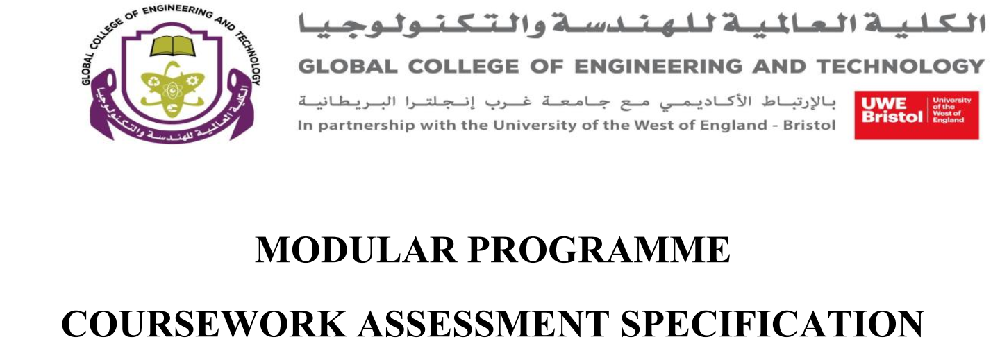 GLOBAL COLLEGE OF ENGINEERING AND TECHNOLOGY
الكلية العالمية للهندسة والتكنولوجيا
الكلية العالمية للهندسة والتكنولوجيا
GLOBAL COLLEGE OF ENGINEERING AND TECHNOLOGY
بالإرتباط الأكاديمي مع جامعة غرب إنجلترا البريطانية
In partnership with the University of the West of England - Bristol
UWE Bristol
University
of the
West of
England
MODULAR PROGRAMME
COURSEWORK ASSESSMENT SPECIFICATION